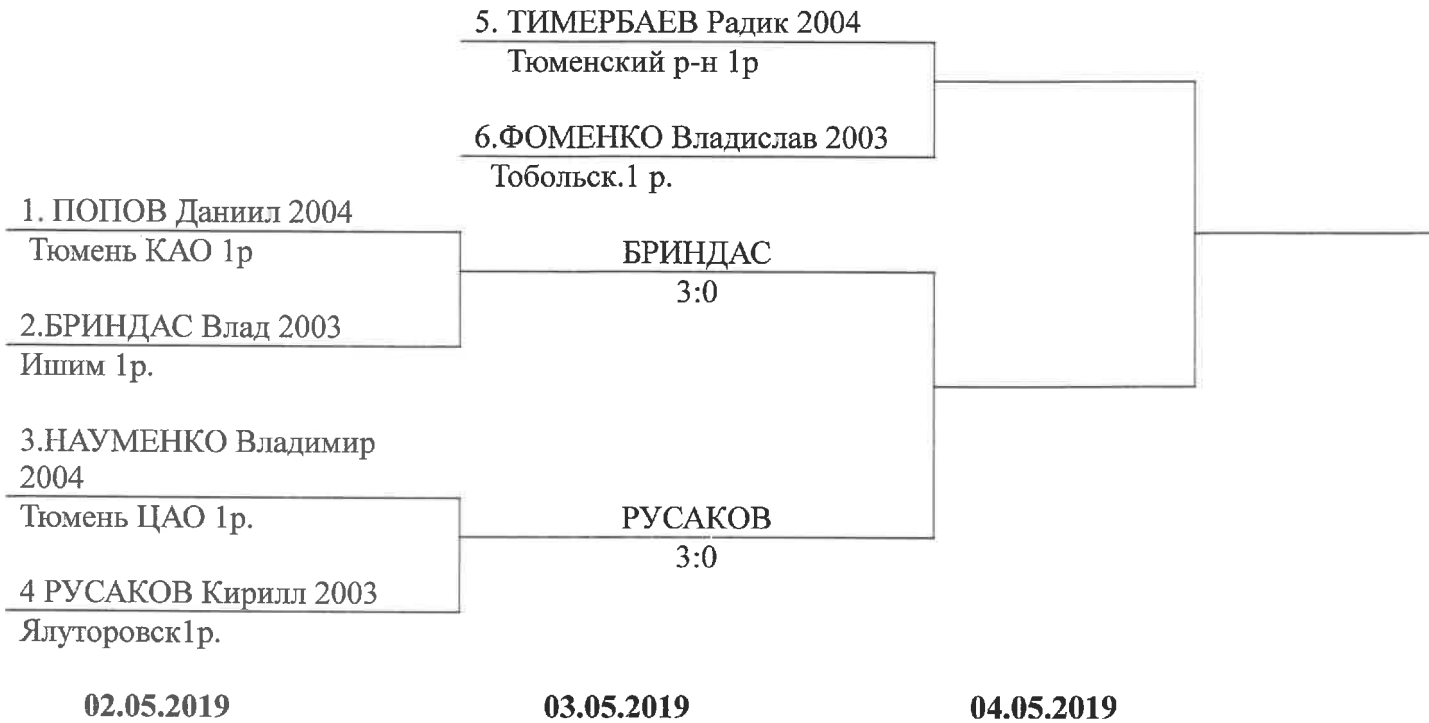 5. ТИМЕРБАЕВ Радик 2004
Тюменский р-н 1р
6.ФОМЕНКО Владислав 2003
Тобольск.1 р.
1. ПОПОВ Даниил 2004
Тюмень КАО 1р
БРИНДАС
3:0
2.БРИНДАС Влад 2003
Ишим 1р.
3.НАУМЕНКО Владимир
2004
Тюмень ЦАО 1р.
РУСАКОВ
3:0
4 РУСАКОВ Кирилл 2003
Ялуторовск1р.
02.05.2019
03.05.2019
04.05.2019